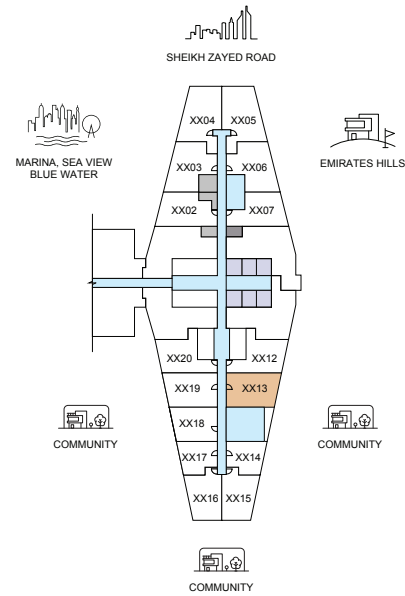 SHEIKH ZAYED ROAD
XX04 XX05
MARINA, SEA VIEW
BLUE WATER
EMIRATES HILLS
XX03 XX06
XX02 XX07
XX20 XX12
XX19 XX13
XX18
COMMUNITY
COMMUNITY
XX17 XX14
XX16 XX15
COMMUNITY